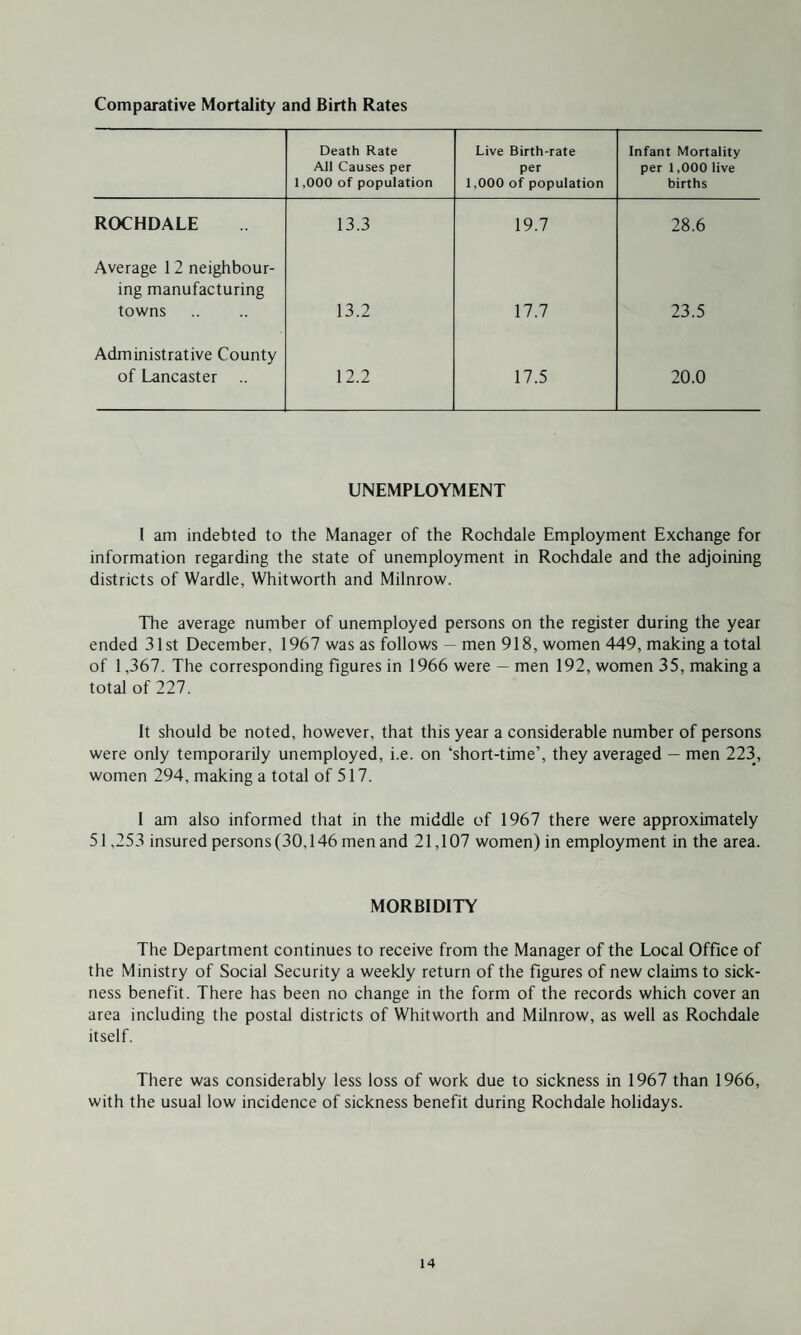 Comparative Mortality and Birth Rates
Death Rate
All Causes per
1,000 of population
Live Birth-rate
per
1,000 of population
Infant Mortality
per 1,000 live
births
ROCHDALE .. 13.3 19.7 28.6
Average 12 neighbour-
ing manufacturing
towns .. .. 13.2 17.7 23.5
Administrative County
of Lancaster .. 12.2 17.5 20.0
UNEMPLOYMENT
I am indebted to the Manager of the Rochdale Employment Exchange for
information regarding the state of unemployment in Rochdale and the adjoining
districts of Wardle, Whitworth and Milnrow.
The average number of unemployed persons on the register during the year
ended 31st December, 1967 was as follows – men 918, women 449, making a total
of 1,367. The corresponding figures in 1966 were – men 192, women 35, making a
total of 227.
It should be noted, however, that this year a considerable number of persons
were only temporarily unemployed, i.e. on ‘short-time’, they averaged – men 223,
women 294, making a total of 517.
I am also informed that in the middle of 1967 there were approximately
51,253 insured persons (30,146 men and 21,107 women) in employment in the area.
MORBIDITY
The Department continues to receive from the Manager of the Local Office of
the Ministry of Social Security a weekly return of the figures of new claims to sick-
ness benefit. There has been no change in the form of the records which cover an
area including the postal districts of Whitworth and Milnrow, as well as Rochdale
itself.
There was considerably less loss of work due to sickness in 1967 than 1966,
with the usual low incidence of sickness benefit during Rochdale holidays.
14